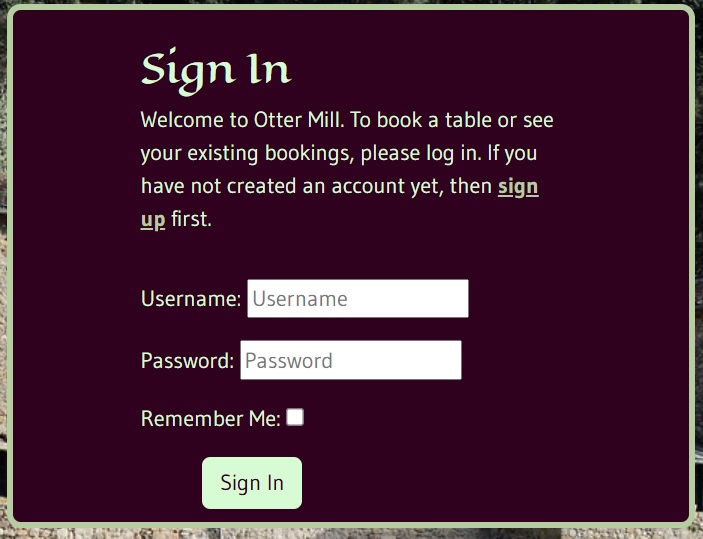 Sign In
Welcome to Otter Mill. To book a table or see
your existing bookings, please log in. If you
have not created an account yet, then sign
up first.
Username: Username
Password: Password
Remember Me:
Sign In